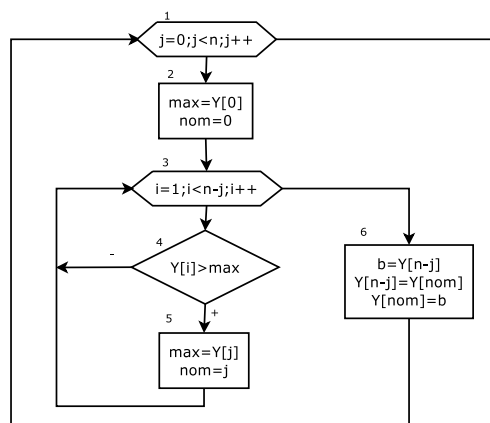 1
j=0;j<n;j++
2
max=Y[0]
nom=0
3
i=1;i<n-j;i++
4
Y[i]>max
-
+
5
max=Y[j]
nom=j
6
b=Y[n-j]
Y[n-j]=Y[nom]
Y[nom]=b